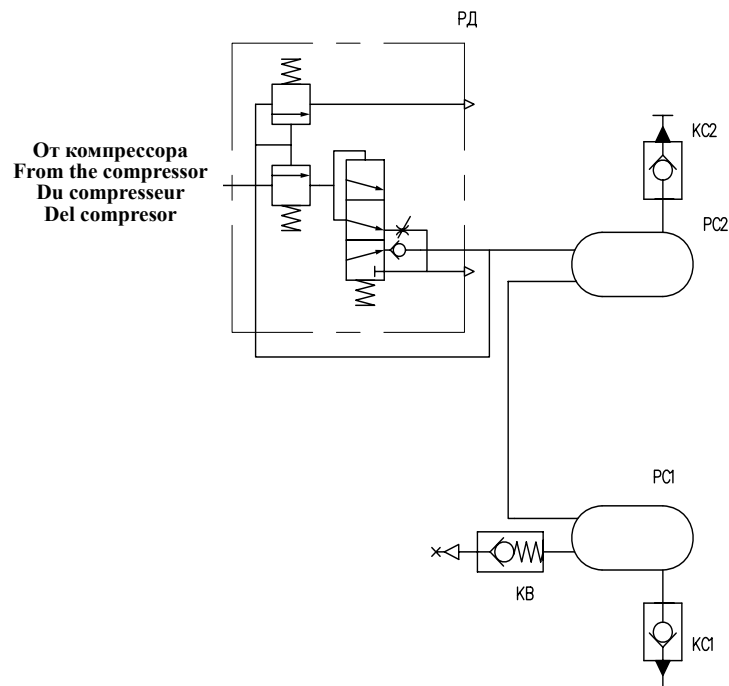 РД
От компрессора
From the compressor
Du compresseur
Del compresor
КС2
РС2
РС1
КВ
КС1